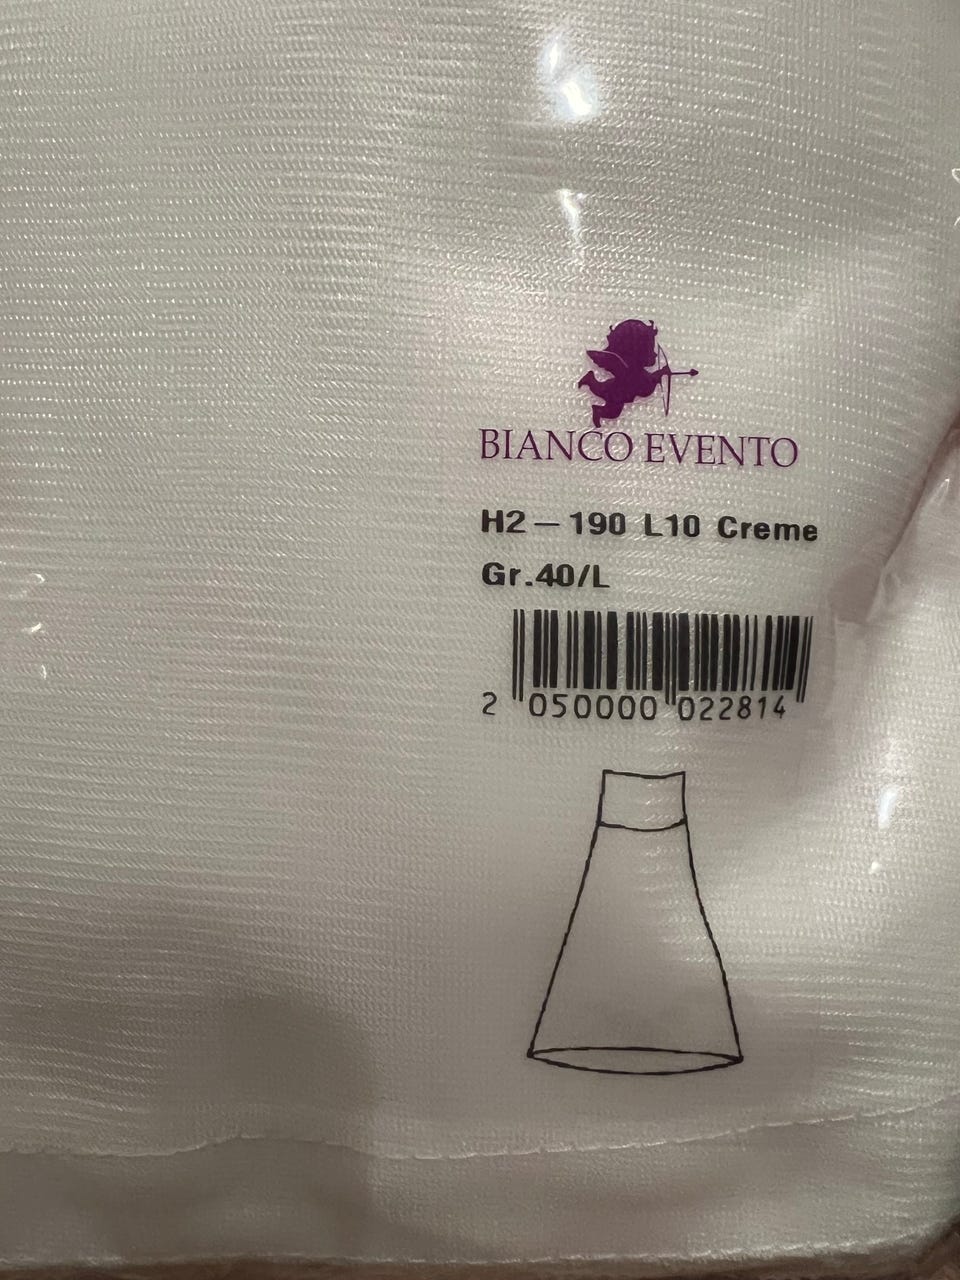 BIANCO EVENTO
H2 – 190 L10 Creme
Gr.40/L
2 050000 022814